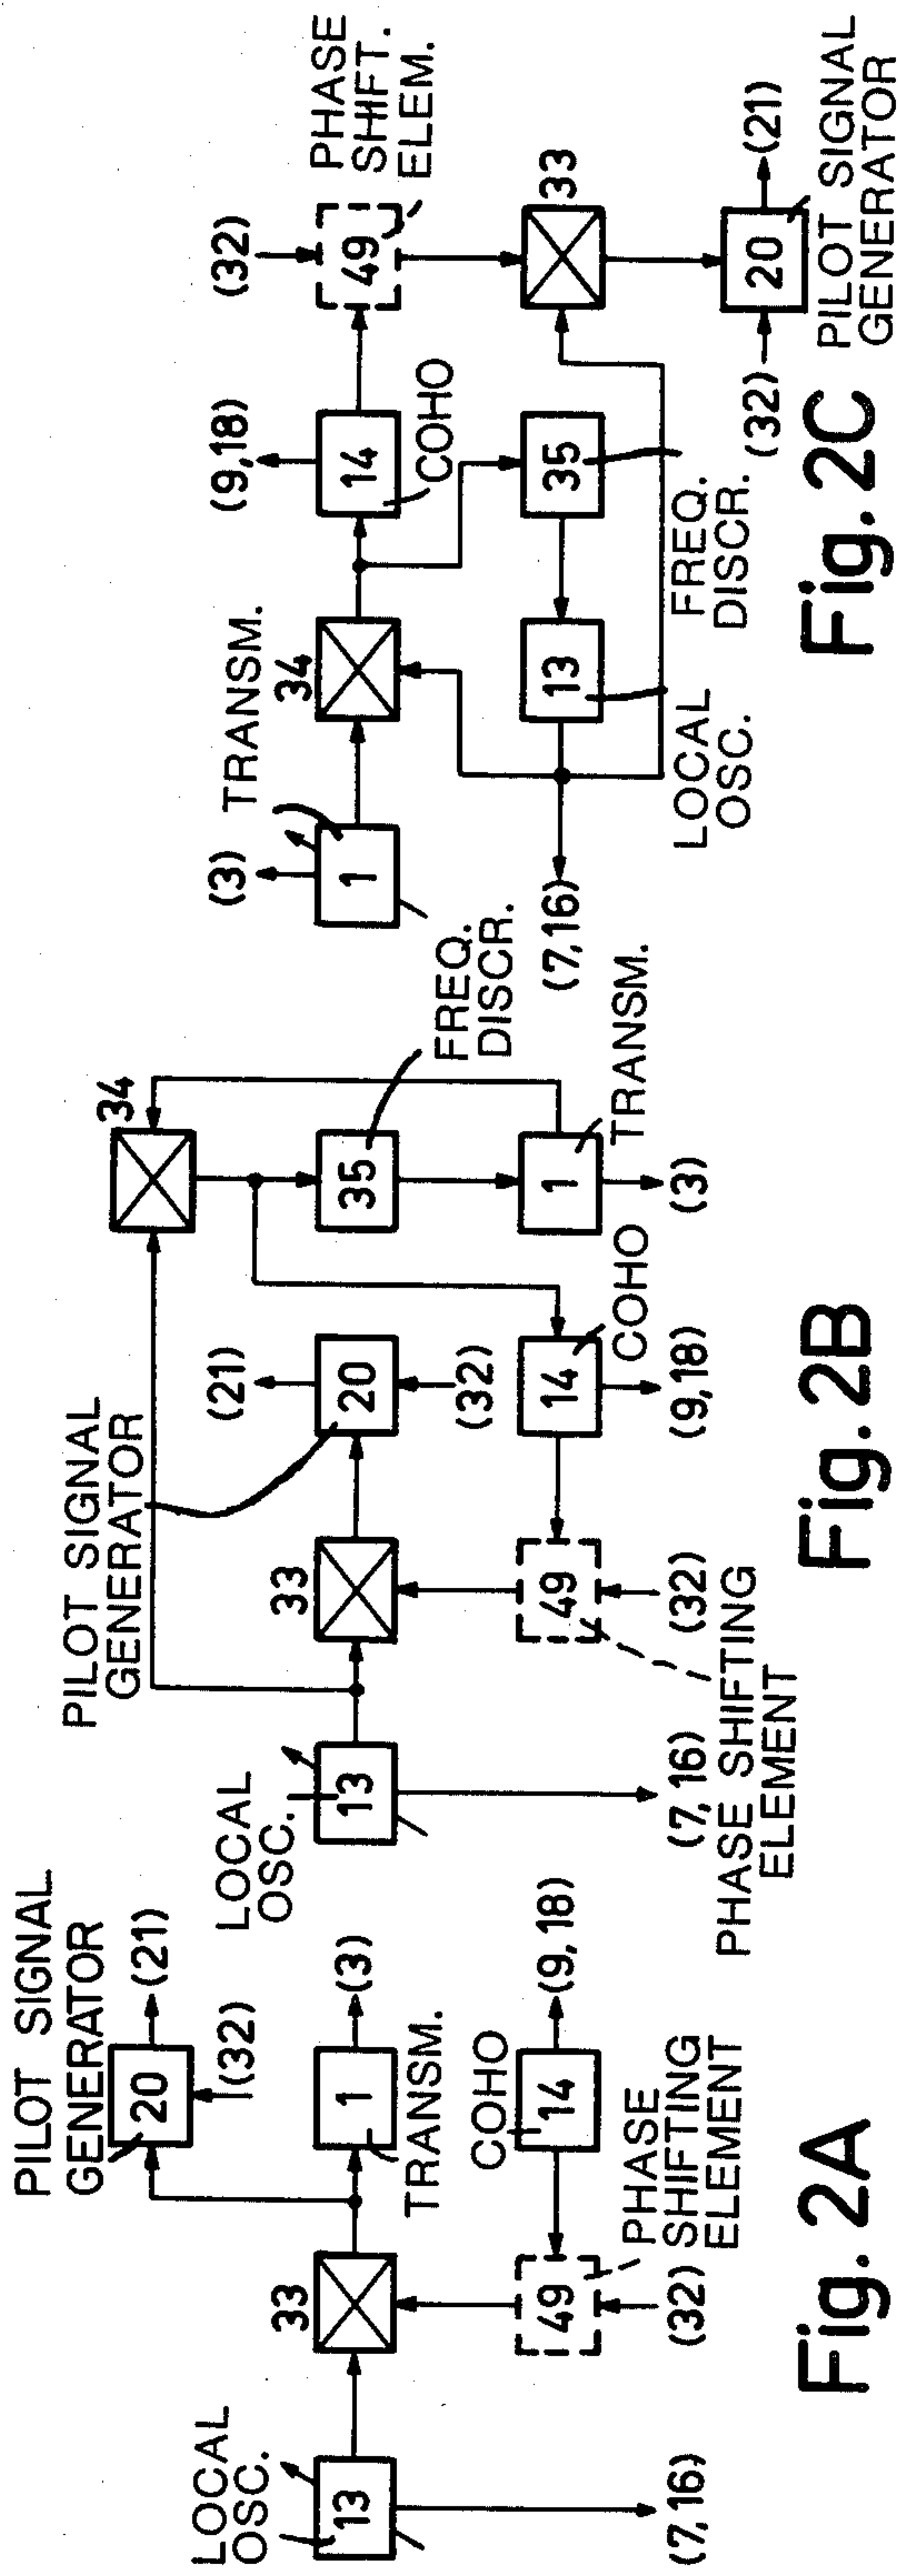 PILOT SIGNAL
GENERATOR
20
(21)
(32)
LOCAL
OSC.
13
33
1
(3)
TRANSM.
COHO
14
(9,18)
49
PHASE
SHIFTING
ELEMENT
(32)
(7,16)
Fig. 2A
PILOT SIGNAL
GENERATOR
34
LOCAL
OSC.
13
33
(21)
20
(32)
35
FREQ.
DISCR.
49
14
COHO
1
TRANSM.
(7,16)
(32)
(9,18)
(3)
PHASE SHIFTING
ELEMENT
Fig. 2B
(3)
TRANSM.
1
34
(9,18)
14
COHO
(32)
49
PHASE
SHIFT.
ELEM.
(7,16)
13
35
33
LOCAL
OSC.
FREQ.
DISCR.
(32)
20
(21)
PILOT SIGNAL
GENERATOR
Fig. 2C